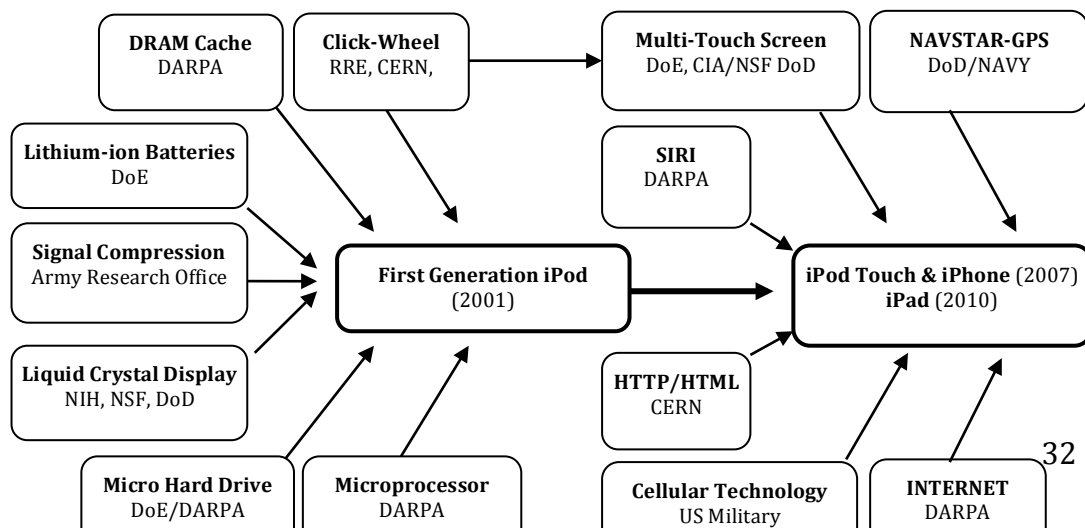 DRAM Cache
DARPA
Click-Wheel
RRE, CERN,
Multi-Touch Screen
DoE, CIA/NSF DoD
NAVSTAR-GPS
DoD/NAVY
Lithium-ion Batteries
DoE
SIRI
DARPA
Signal Compression
Army Research Office
First Generation iPod
(2001)
iPod Touch & iPhone (2007)
iPad (2010)
Liquid Crystal Display
NIH, NSF, DoD
HTTP/HTML
CERN
32
Micro Hard Drive
DoE/DARPA
Microprocessor
DARPA
Cellular Technology
US Military
INTERNET
DARPA